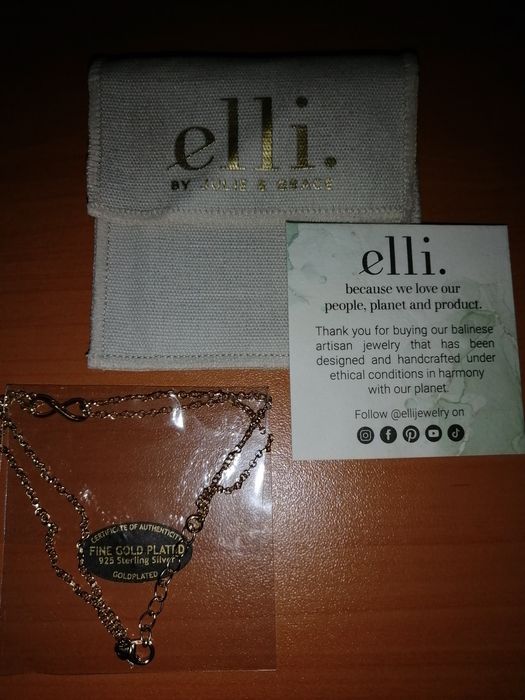 elli.
BY JULIE & GRACE
elli.
because we love our
people, planet and product.
Thank you for buying our balinese
artisan jewelry that has been
designed and handcrafted under
ethical conditions in harmony
with our planet.
Follow @ellijewelry on
CERTIFICATE OF AUTHENTICITY
FINE GOLD PLATED
925 Sterling Silver
GOLDPLATED